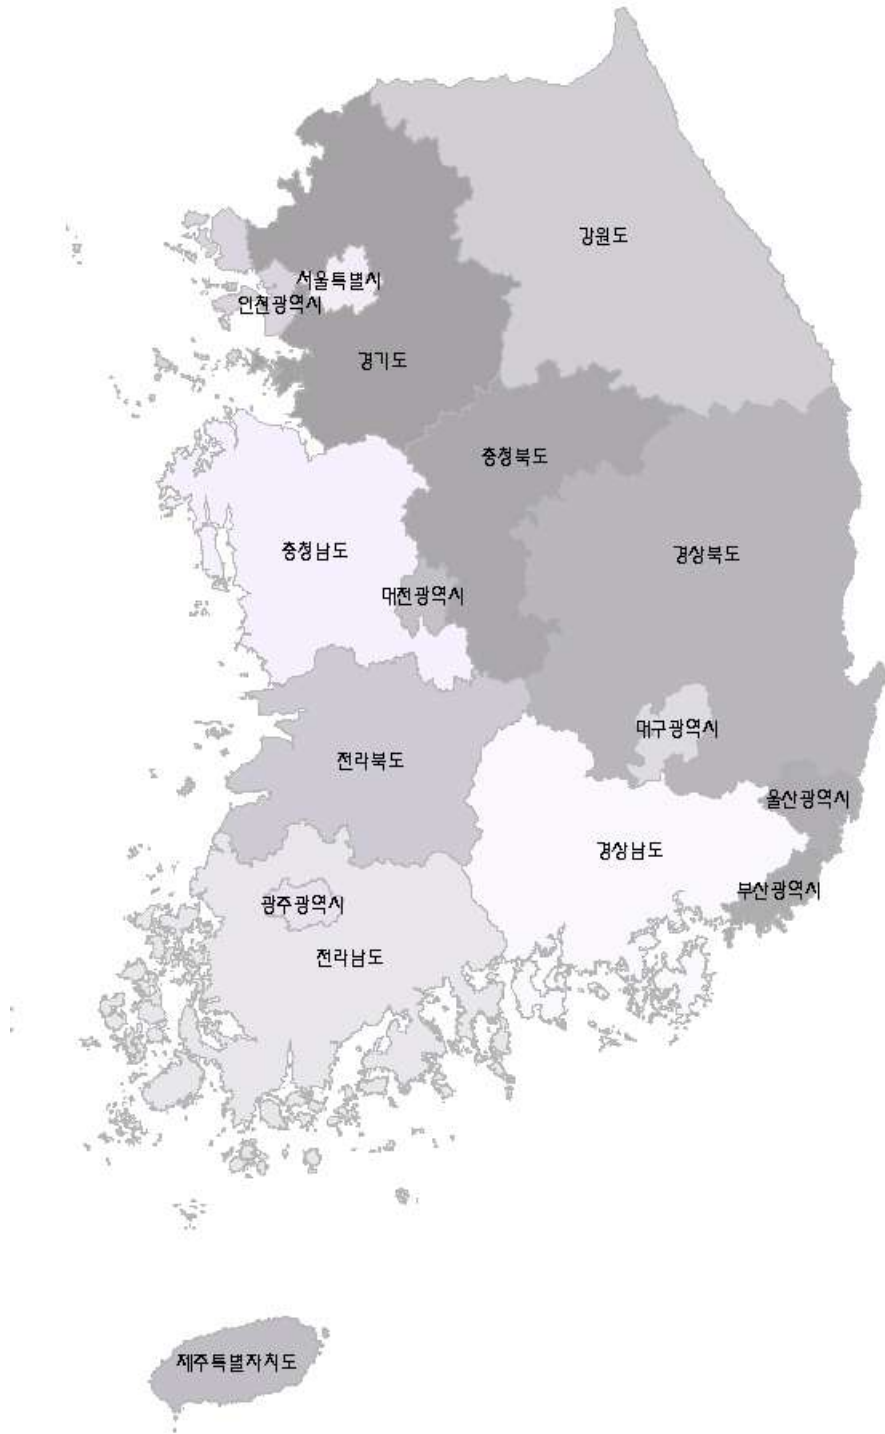 강원도
서울특별시
인천광역시
경기도
충청북도
충청남도
경상북도
대전광역시
대구광역시
전라북도
울산광역시
경상남도
부산광역시
광주광역시
전라남도
제주특별자치도